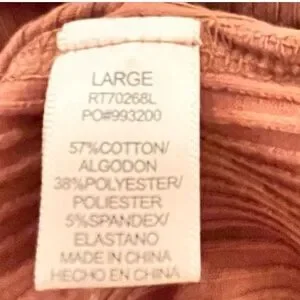 LARGE
RT70268L
PO#993200
57%COTTON/
ALGODON
38%POLYESTER/
POLIESTER
5%SPANDEX/
ELASTANO
MADE IN CHINA
HECHO EN CHINA